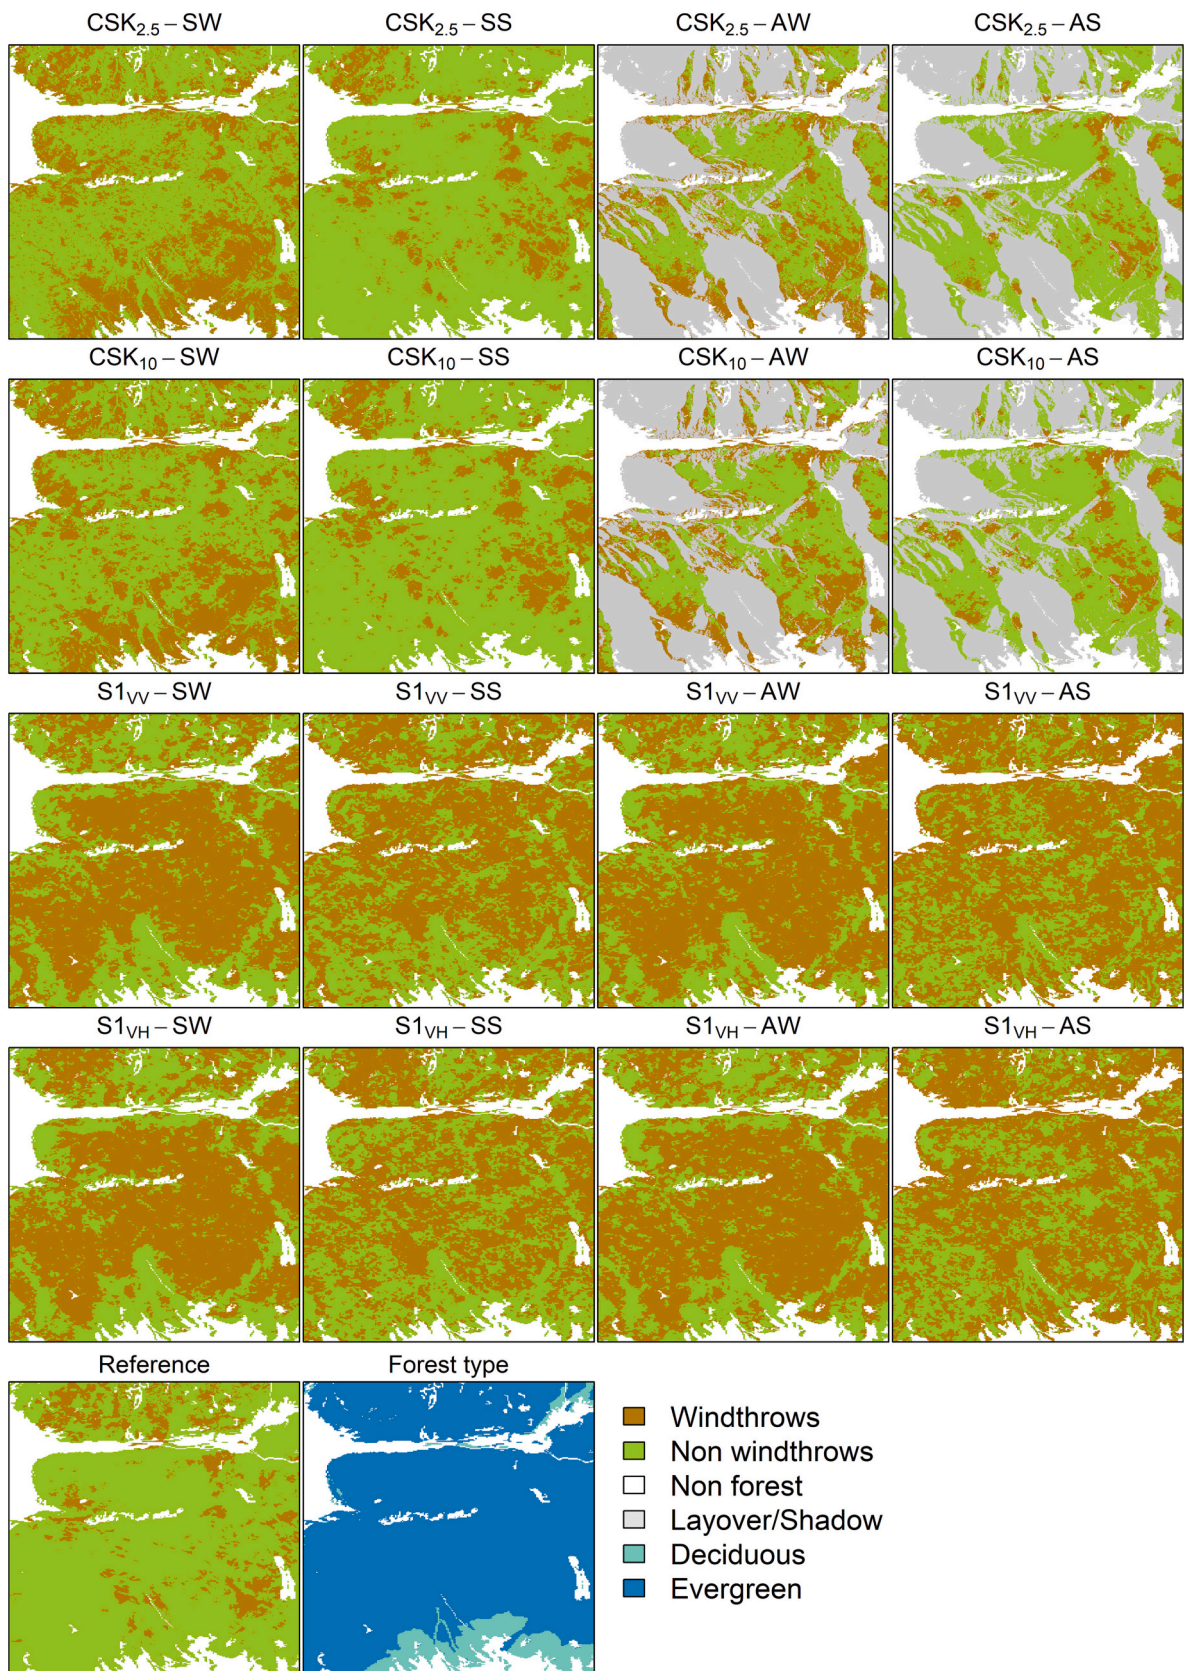 CSK2.5 – SW CSK2.5 – SS CSK2.5 – AW CSK2.5 – AS
CSK10 – SW CSK10 – SS CSK10 – AW CSK10 – AS
S1VV – SW S1VV – SS S1VV – AW S1VV – AS
S1VH – SW S1VH – SS S1VH – AW S1VH – AS
Reference Forest type
Windthrows
Non windthrows
Non forest
Layover/Shadow
Deciduous
Evergreen